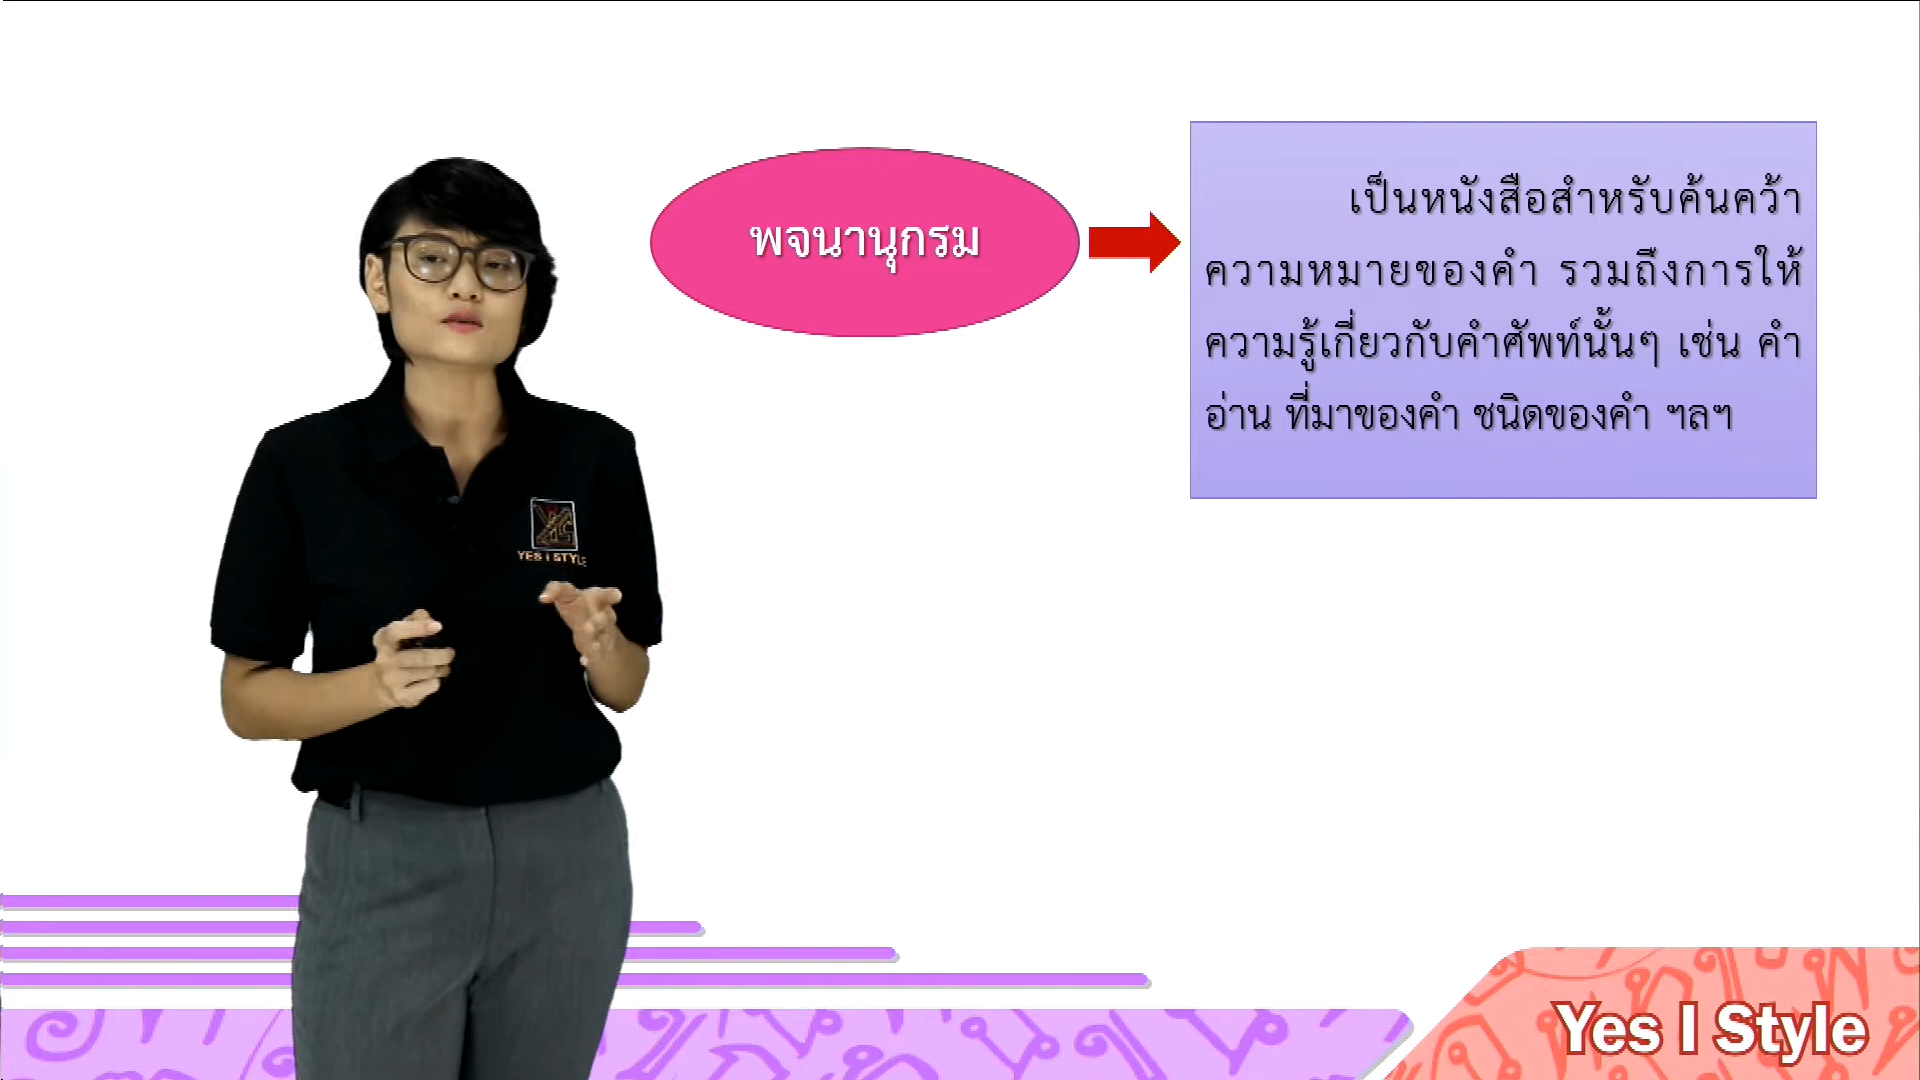 พจนานุกรม
เป็นหนังสือสำหรับค้นคว้า
ความหมายของคำ รวมถึงการให้
ความรู้เกี่ยวกับคำศัพท์นั้นๆ เช่น คำ
อ่าน ที่มาของคำ ชนิดของคำ ฯลฯ
YES I STYLE
Yes I Style